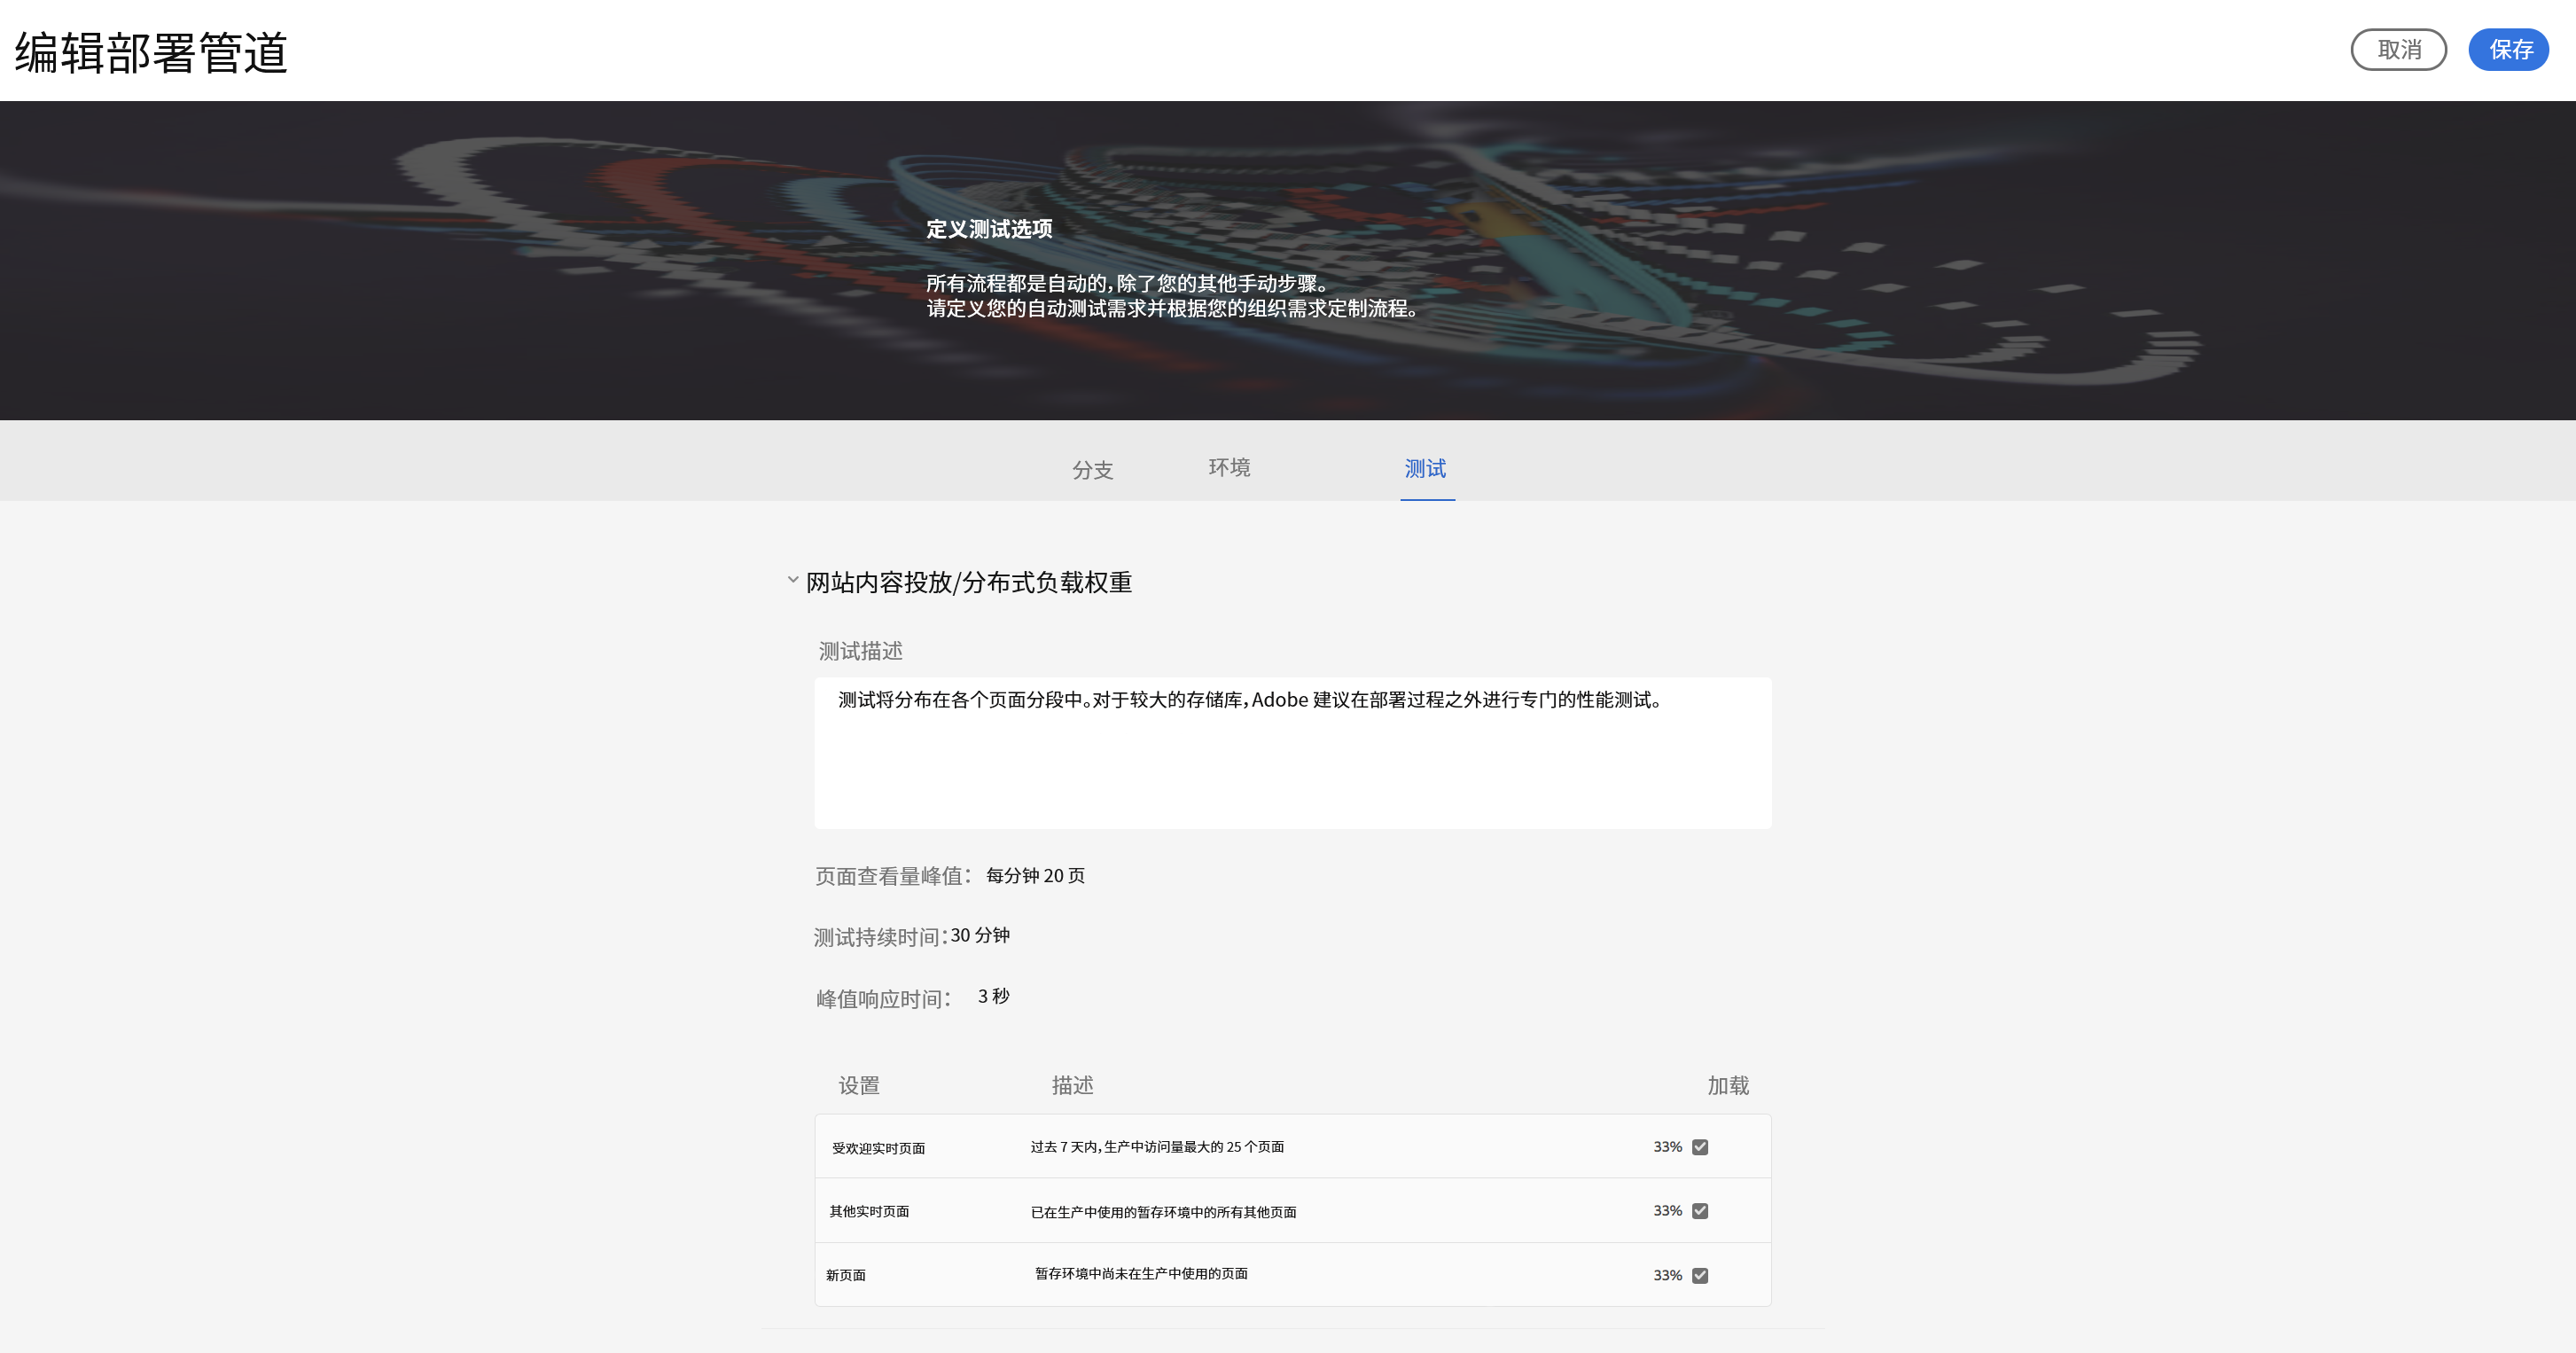 编辑部署管道
取消
保存
定义测试选项
所有流程都是自动的，除了您的其他手动步骤。
请定义您的自动测试需求并根据您的组织需求定制流程。
分支
环境
测试
网站内容投放/分布式负载权重
测试描述
测试将分布在各个页面分段中。对于较大的存储库，Adobe 建议在部署过程之外进行专门的性能测试。
页面查看量峰值： 每分钟 20 页
测试持续时间：30 分钟
峰值响应时间： 3 秒
设置 描述 加载
受欢迎实时页面 过去 7 天内，生产中访问量最大的 25 个页面 33%
其他实时页面 已在生产中使用的暂存环境中的所有其他页面 33%
新页面 暂存环境中尚未在生产中使用的页面 33%